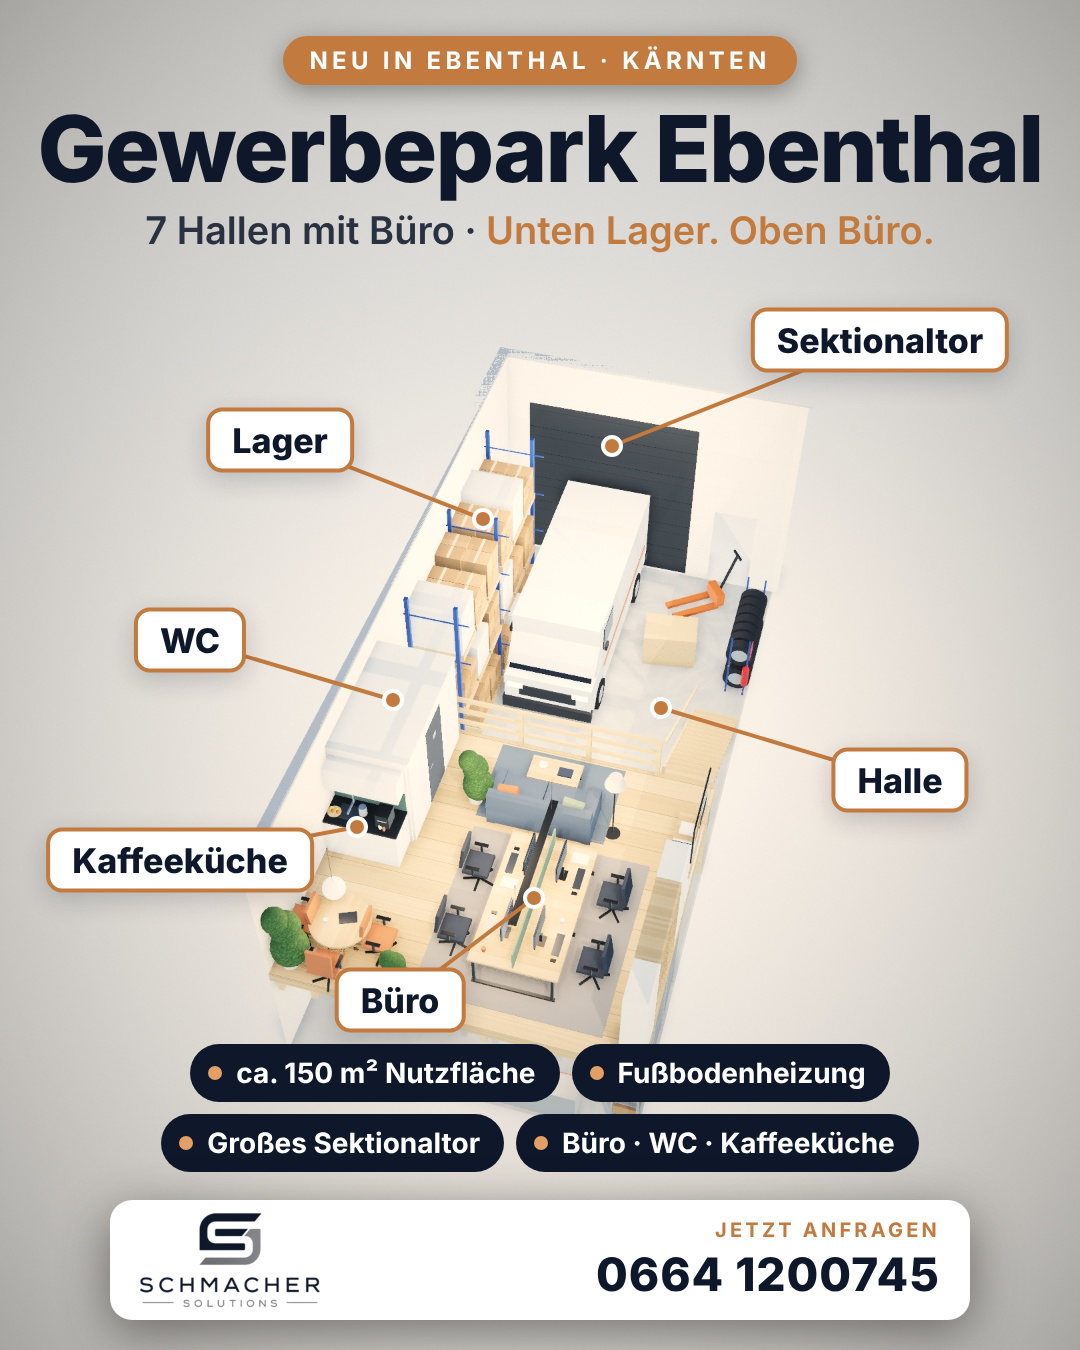 NEU IN EBENTHAL · KÄRNTEN
Gewerbepark Ebenthal
7 Hallen mit Büro · Unten Lager. Oben Büro.
Sektionaltor
Lager
WC
Halle
Kaffeeküche
Büro
ca. 150 m² Nutzfläche
Fußbodenheizung
Großes Sektionaltor
Büro · WC · Kaffeeküche
JETZT ANFRAGEN
0664 1200745
SCHMACHER
SOLUTIONS